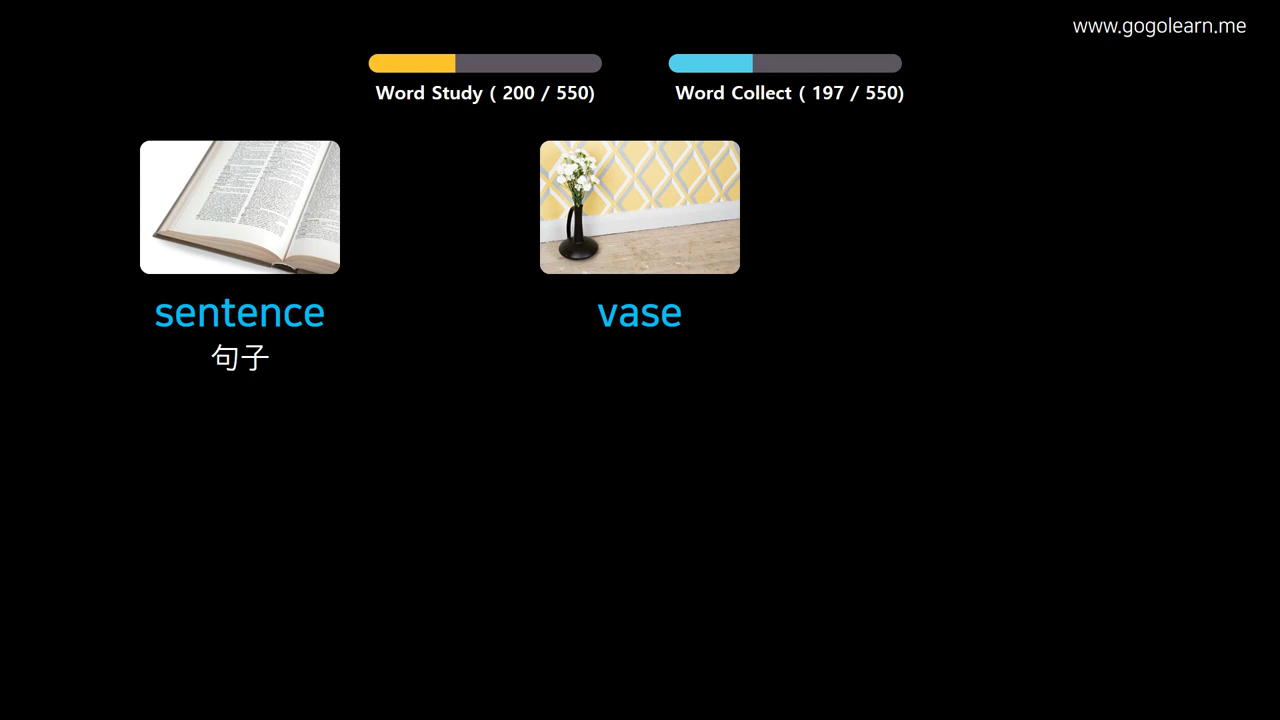 www.gogolearn.me
Word Study ( 200 / 550)
Word Collect ( 197 / 550)
sentence
句子
vase